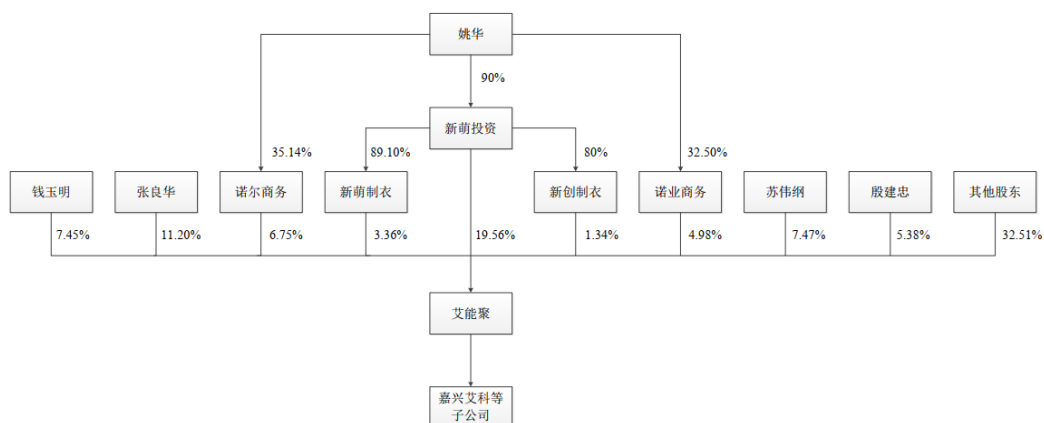 姚华
90%
新萌投资
35.14%
89.10%
80%
32.50%
钱玉明
张良华
诺尔商务
新萌制衣
新创制衣
诺业商务
苏伟纲
殷建忠
其他股东
7.45%
11.20%
6.75%
3.36%
19.56%
1.34%
4.98%
7.47%
5.38%
32.51%
艾能聚
嘉兴艾科等
子公司